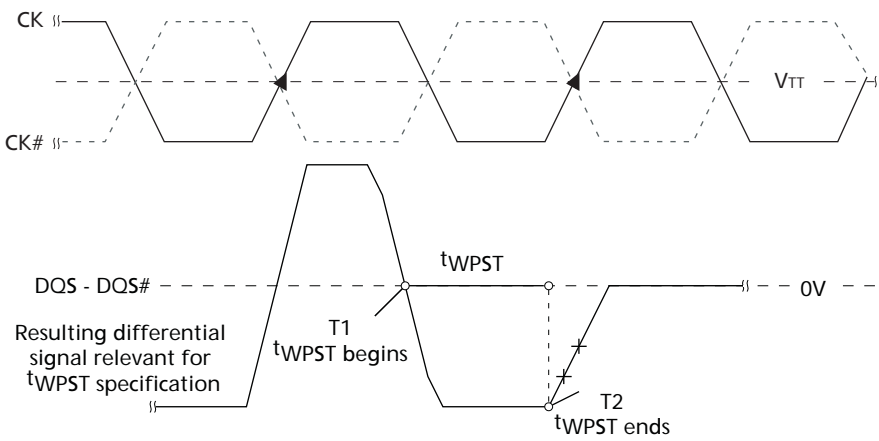 CK
VTT
CK#
tWPST
DQS - DQS#
0V
T1
tWPST begins
Resulting differential
signal relevant for
tWPST specification
T2
tWPST ends